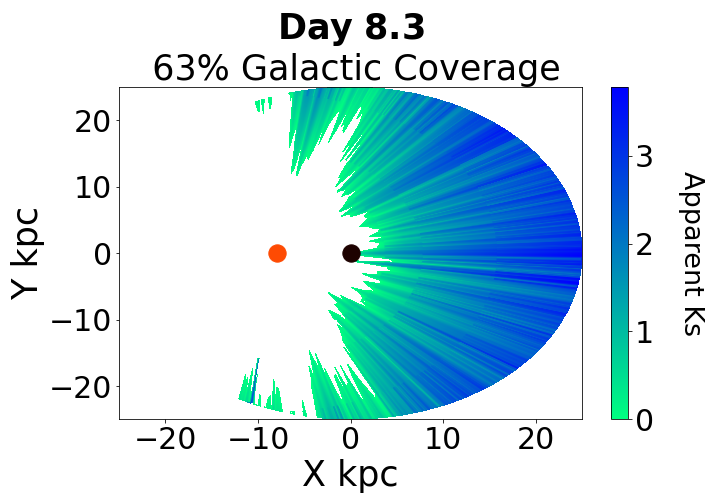 Day 8.3
63% Galactic Coverage
Y kpc
20
10
0
−10
−20
−20
−10
0
10
20
X kpc
3
2
1
0
Apparent Ks